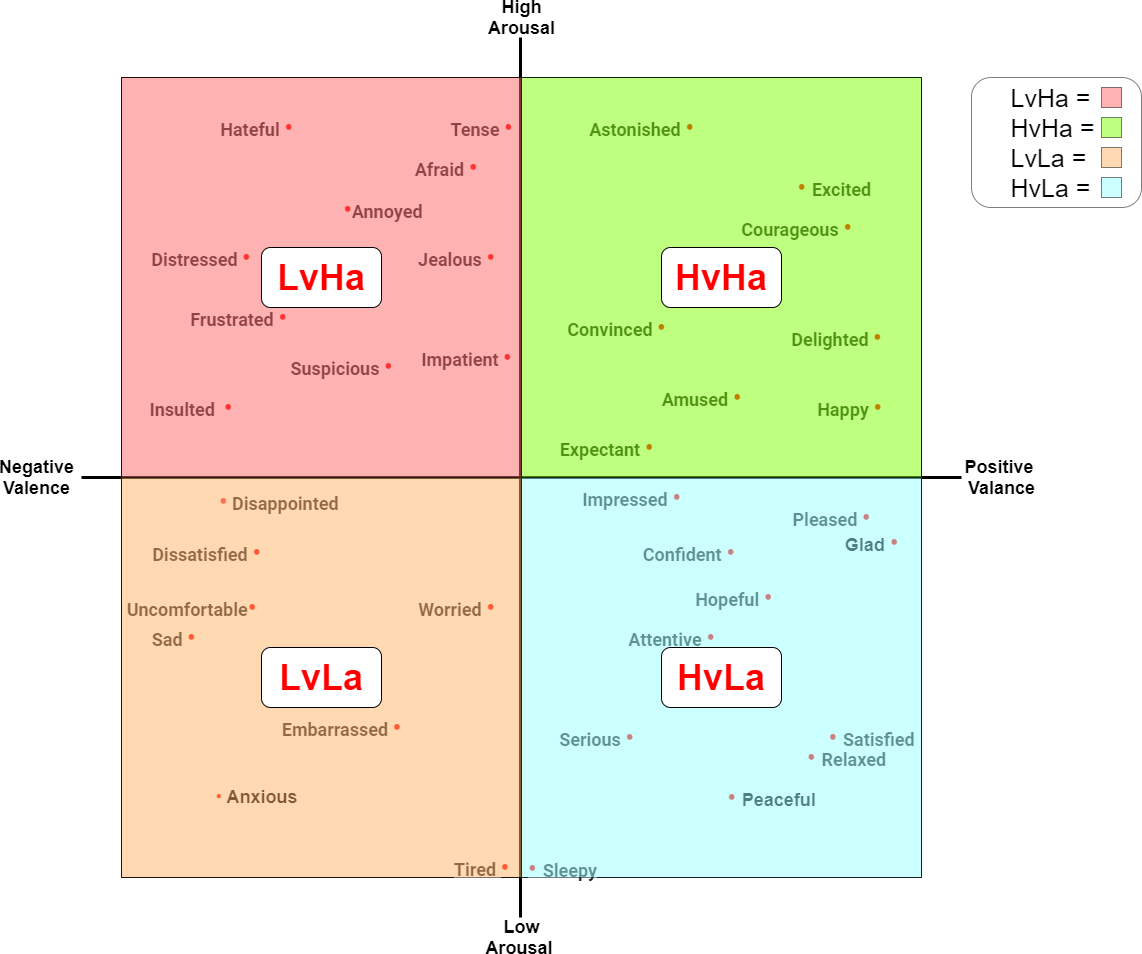 High
Arousal
LvHa =
HvHa =
LvLa =
HvLa =
Hateful
Tense
Astonished
Afraid
Excited
Annoyed
Courageous
Distressed
Jealous
LvHa
HvHa
Frustrated
Convinced
Delighted
Impatient
Suspicious
Amused
Insulted
Happy
Expectant
Negative
Valence
Positive
Valance
Disappointed
Impressed
Pleased
Glad
Dissatisfied
Confident
Hopeful
Uncomfortable
Worried
Sad
Attentive
LvLa
HvLa
Embarrassed
Serious
Satisfied
Relaxed
Anxious
Peaceful
Tired
Sleepy
Low
Arousal